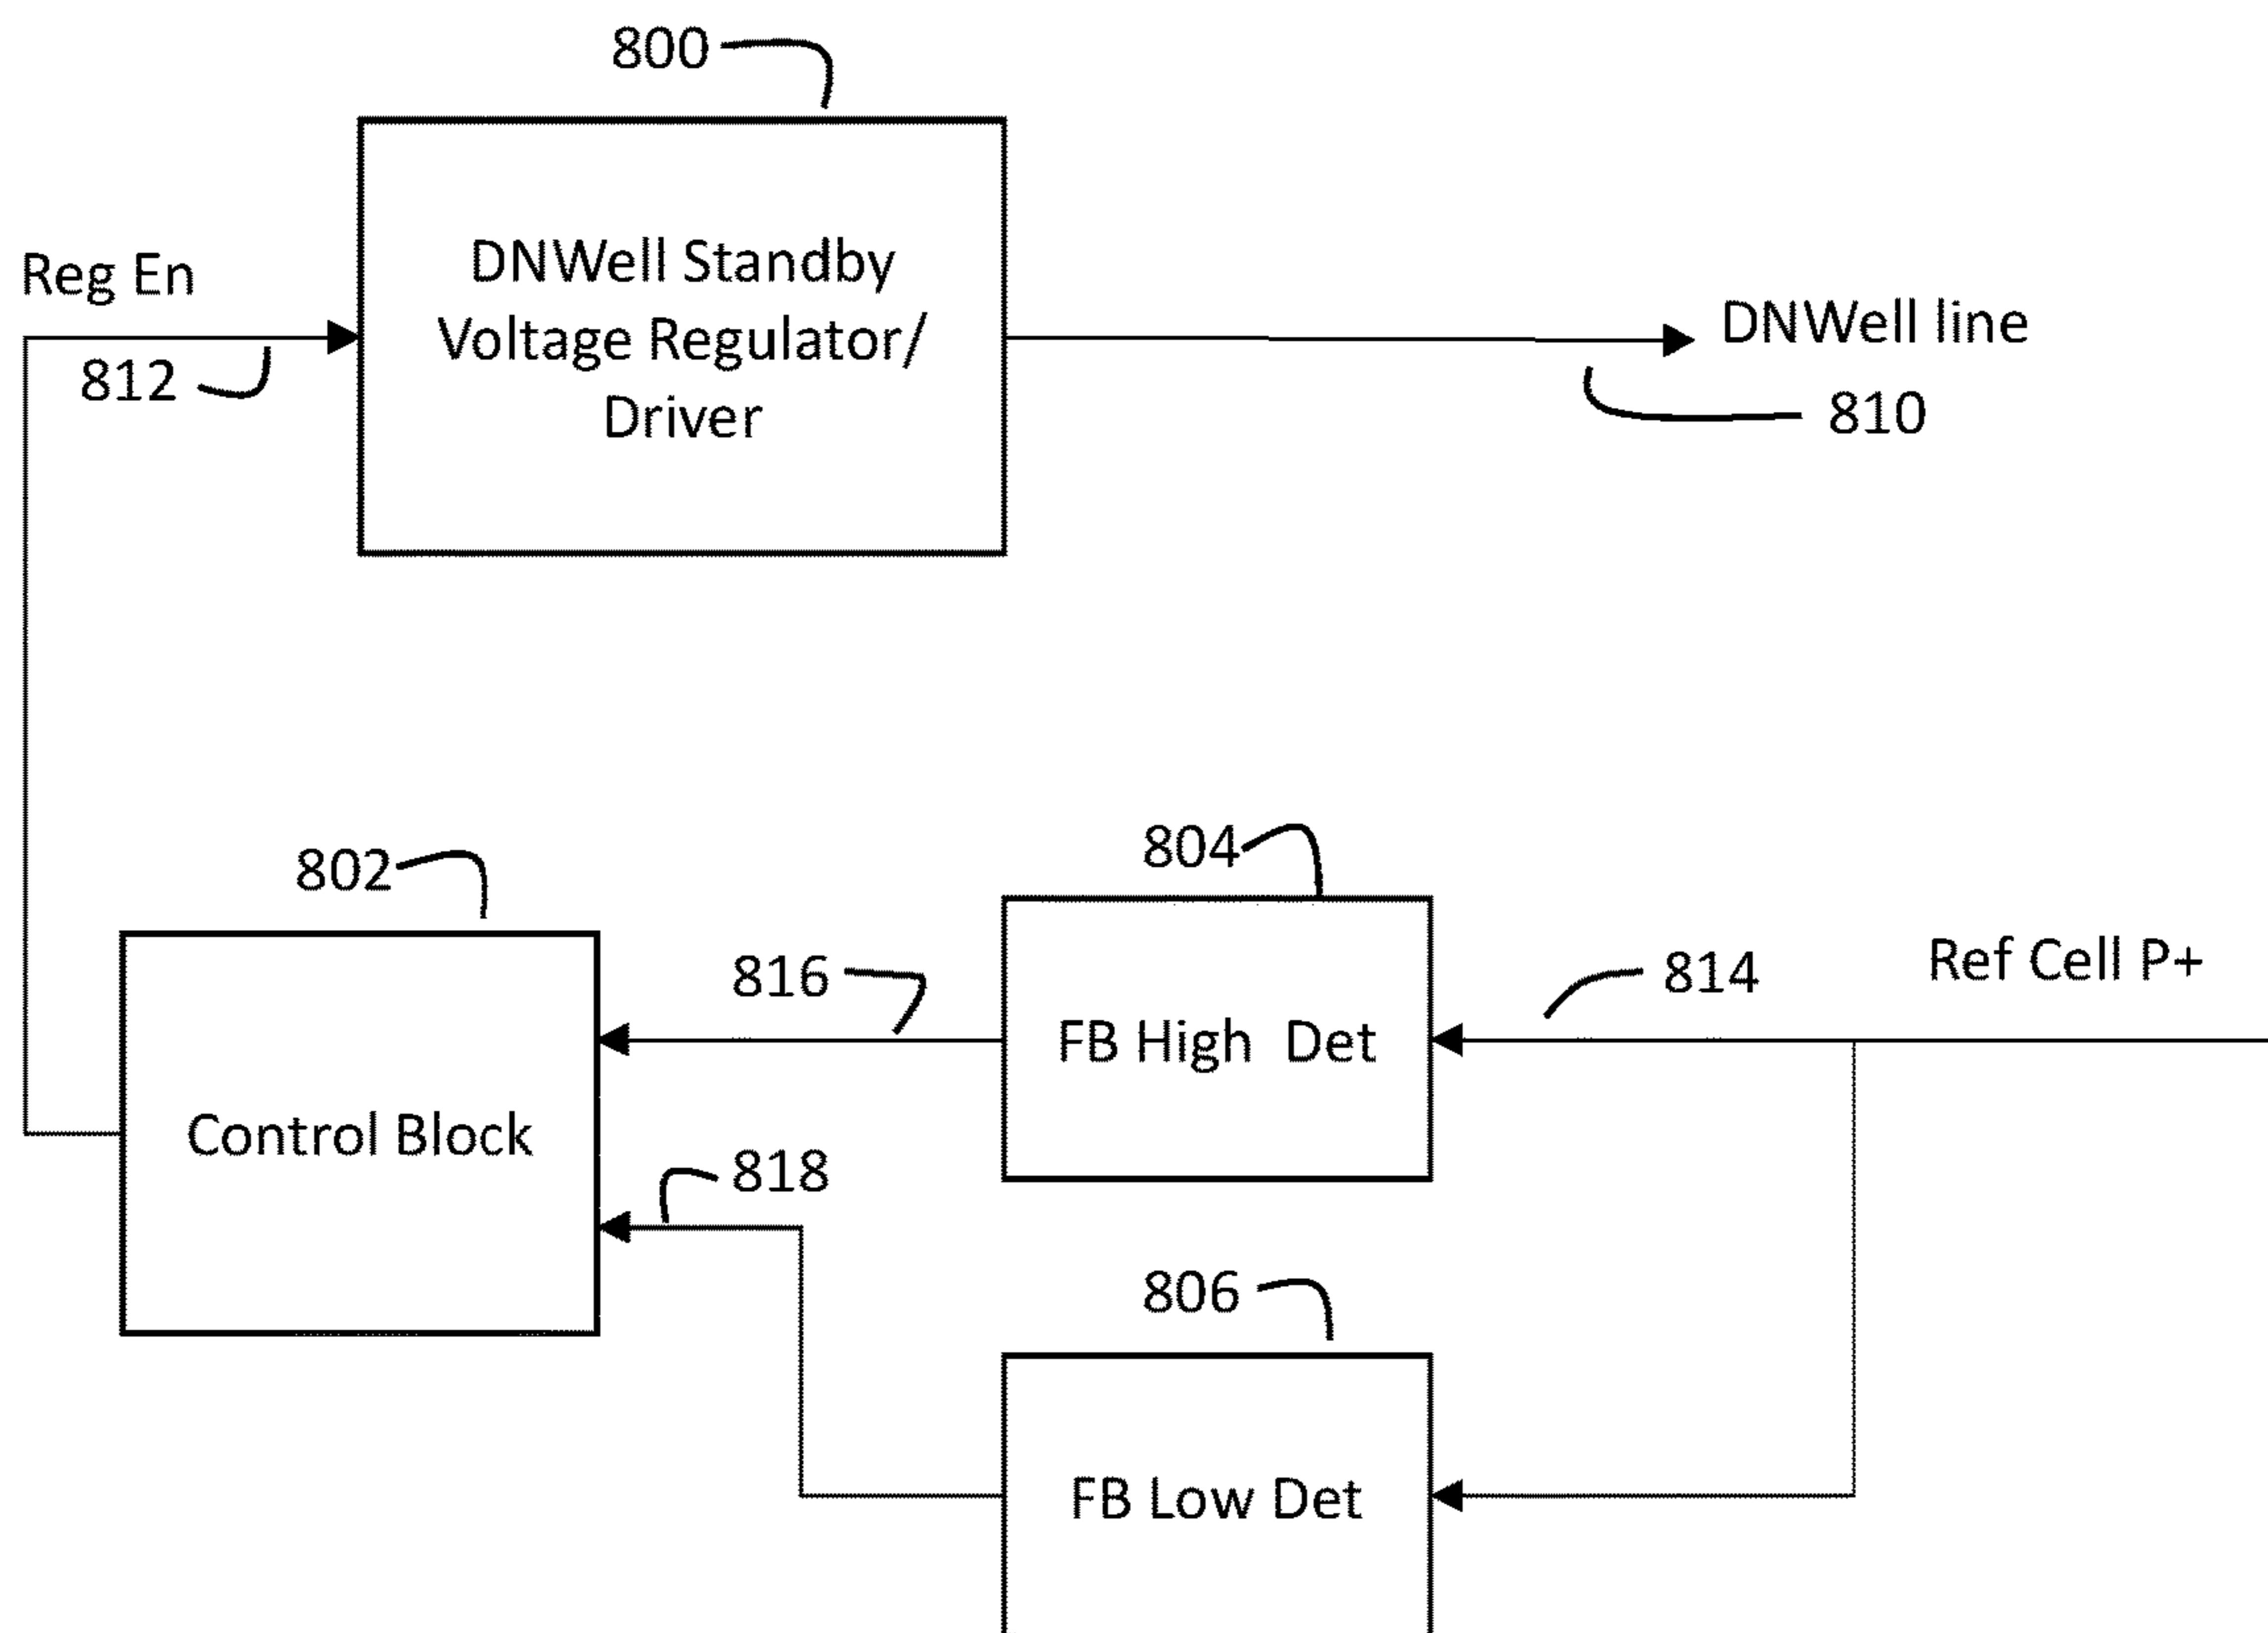 800
Reg En
812
DNWell Standby
Voltage Regulator/
Driver
DNWell line
810
802
804
816
814
Ref Cell P+
FB High Det
Control Block
818
806
FB Low Det